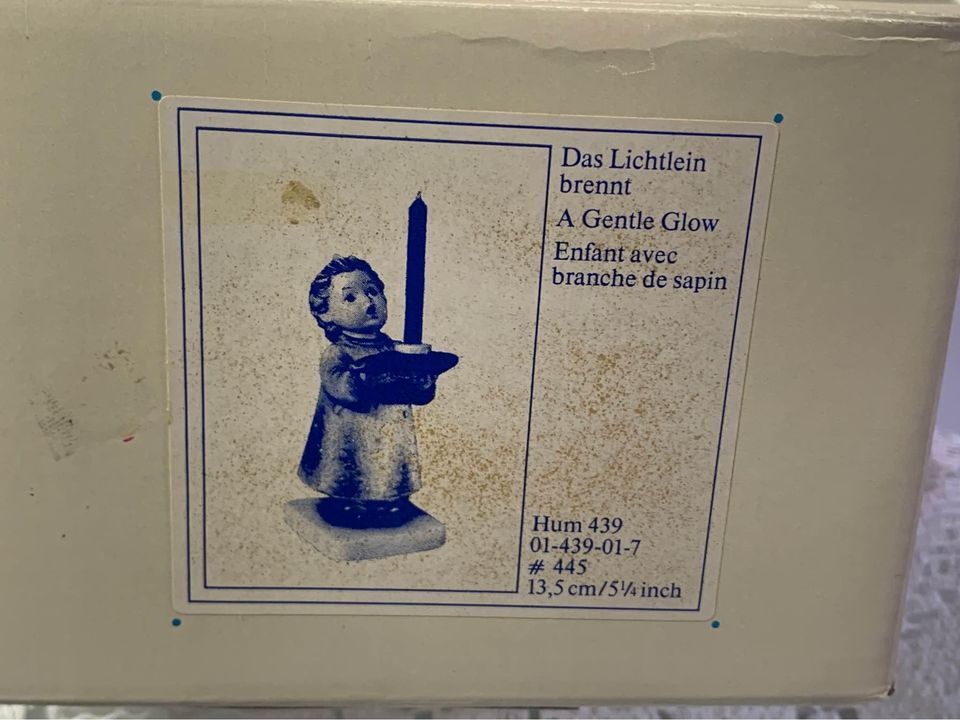 Das Lichtlein
brennt
A Gentle Glow
Enfant avec
branche de sapin
Hum 439
01-439-01-7
# 445
13,5 cm/5¼ inch